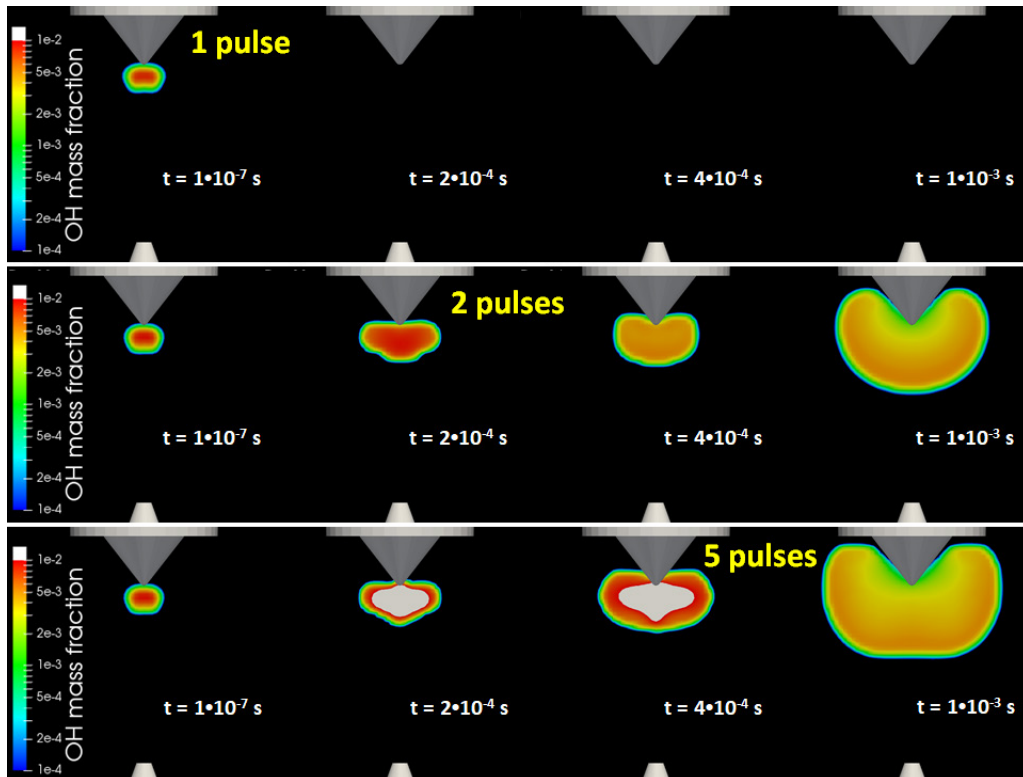 1 pulse
1e-2
5e-3
2e-3
1e-3
5e-4
2e-4
1e-4
OH mass fraction
t = 1•10⁻⁷ s
t = 2•10⁻⁴ s
t = 4•10⁻⁴ s
t = 1•10⁻³ s
2 pulses
1e-2
5e-3
2e-3
1e-3
5e-4
2e-4
1e-4
OH mass fraction
t = 1•10⁻⁷ s
t = 2•10⁻⁴ s
t = 4•10⁻⁴ s
t = 1•10⁻³ s
5 pulses
1e-2
5e-3
2e-3
1e-3
5e-4
2e-4
1e-4
OH mass fraction
t = 1•10⁻⁷ s
t = 2•10⁻⁴ s
t = 4•10⁻⁴ s
t = 1•10⁻³ s